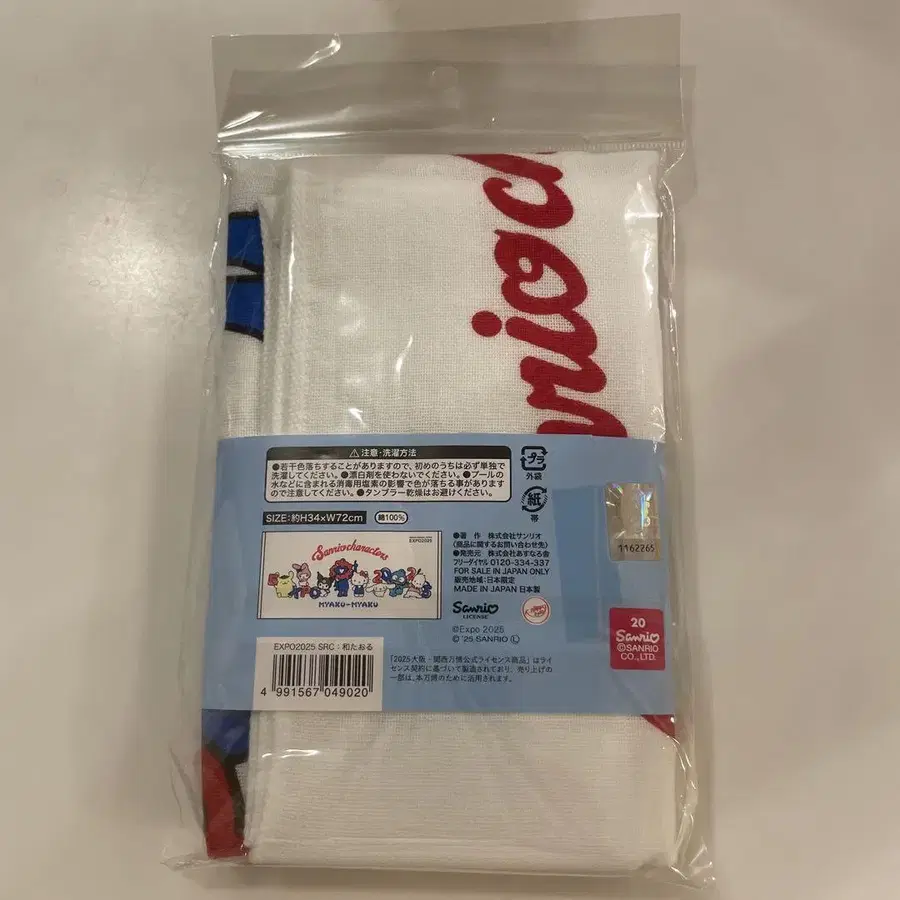 nrio ch
⚠注意・洗濯方法
●若干色落ちすることがありますので、初めのうちは必ず単独で
洗濯してください。●漂白剤を使わないでください。●プールの
水などに含まれる消毒用塩素の影響で色が落ちる事があります
ので注意してください。●タンブラー乾燥はお避けください。
SIZE：約H34×W72cm 綿100%
Sanrio characters
EXPO2025
MYAKU-MYAKU
EXPO2025 SRC：和たおる
4 991567 049020
プラ
外袋
紙
帯
●著 作 株式会社サンリオ
(商品に関するお問い合わせ先)
●発売元 株式会社あすなろ舎
フリーダイヤル 0120-334-337
FOR SALE IN JAPAN ONLY
販売地域：日本限定
MADE IN JAPAN 日本製
Sanrio
LICENSE
©Expo 2025
© '25 SANRIO Ⓛ
「2025大阪・関西万博公式ライセンス商品」はライ
センス契約に基づいて製造されており、売り上げの
一部は、本万博のために活用されます。
1162265
20
Sanrio
©SANRIO
CO.,LTD.